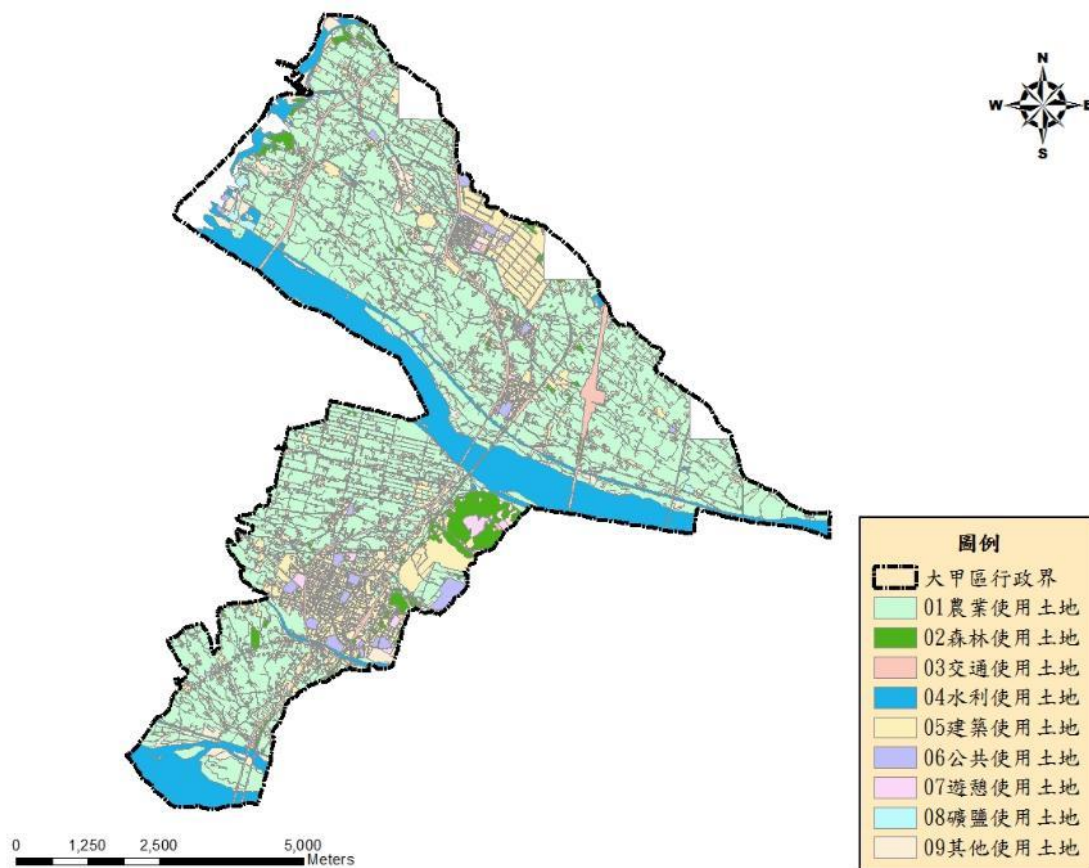 N
W E
S
圖例
大甲區行政界
01農業使用土地
02森林使用土地
03交通使用土地
04水利使用土地
05建築使用土地
06公共使用土地
07遊憩使用土地
08礦鹽使用土地
09其他使用土地
0 1,250 2,500 5,000
Meters